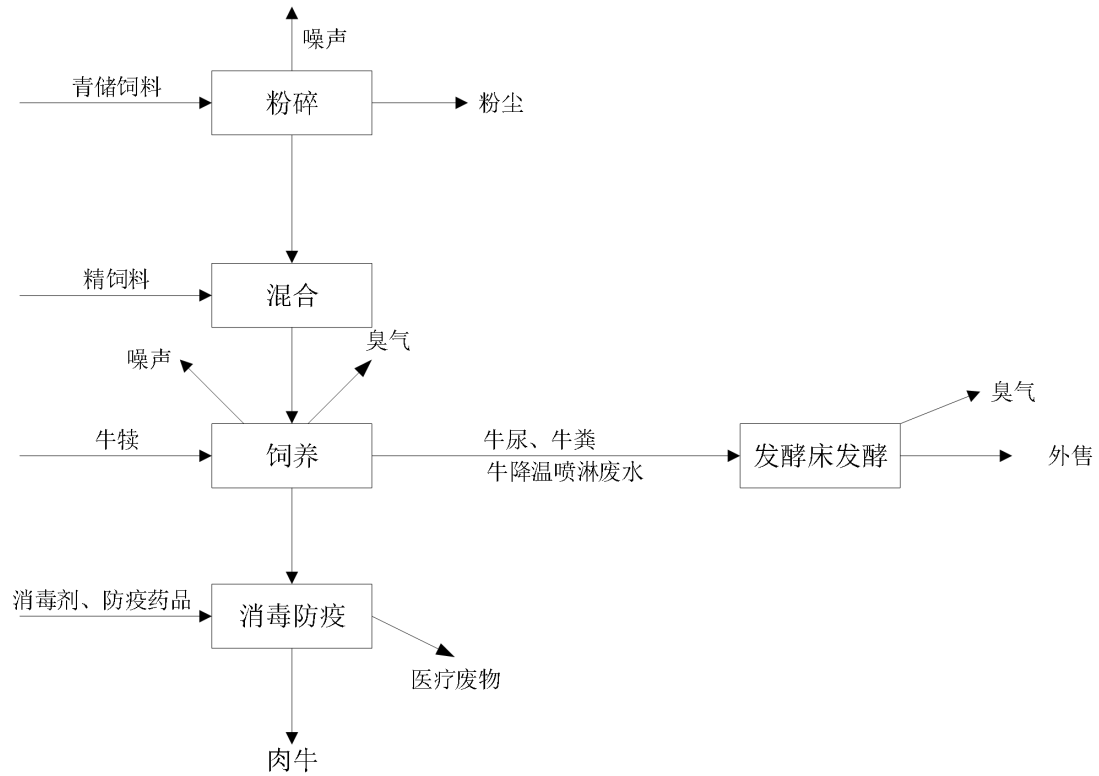 噪声
青储饲料
粉碎
粉尘
精饲料
混合
噪声
臭气
牛犊
饲养
牛尿、牛粪
牛降温喷淋废水
发酵床发酵
臭气
外售
消毒剂、防疫药品
消毒防疫
医疗废物
肉牛